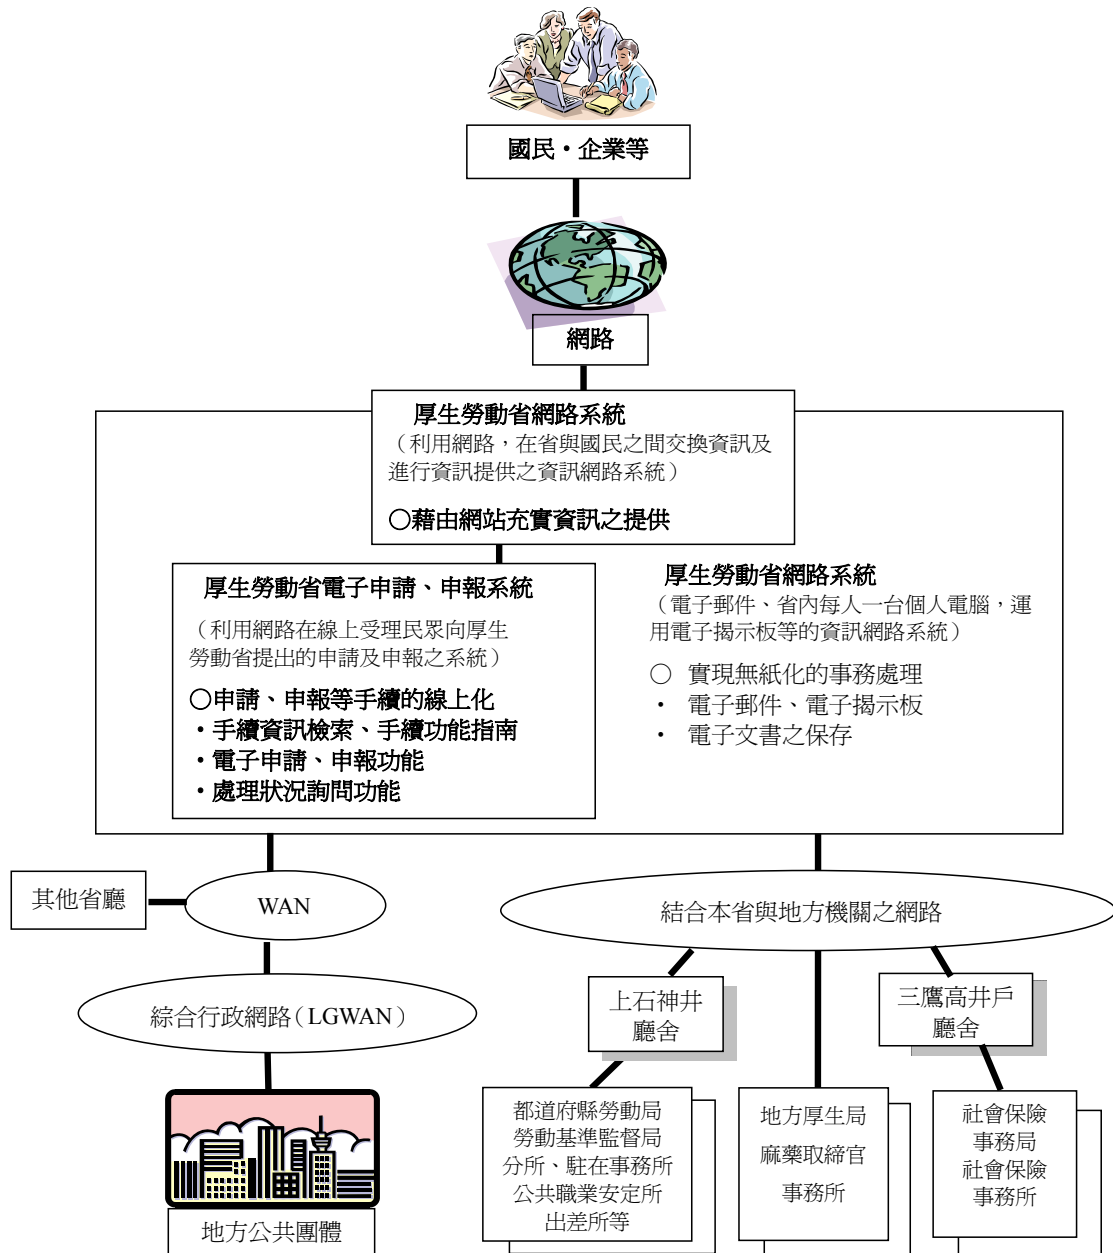 國民・企業等
網路
厚生勞動省網路系統
（利用網路，在省與國民之間交換資訊及
進行資訊提供之資訊網路系統）
○藉由網站充實資訊之提供
厚生勞動省電子申請、申報系統
（利用網路在線上受理民眾向厚生
勞動省提出的申請及申報之系統）
○申請、申報等手續的線上化
・手續資訊檢索、手續功能指南
・電子申請、申報功能
・處理狀況詢問功能
厚生勞動省網路系統
（電子郵件、省內每人一台個人電腦，運
用電子揭示板等的資訊網路系統）
○ 實現無紙化的事務處理
・ 電子郵件、電子揭示板
・ 電子文書之保存
其他省廳
WAN
結合本省與地方機關之網路
綜合行政網路（LGWAN）
上石神井
廳舍
三鷹高井戶
廳舍
地方公共團體
都道府縣勞動局
勞動基準監督局
分所、駐在事務所
公共職業安定所
出差所等
地方厚生局
麻藥取締官
事務所
社會保險
事務局
社會保險
事務所